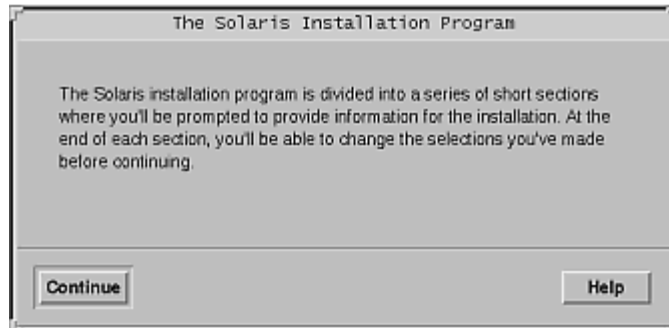 The Solaris Installation Program
The Solaris installation program is divided into a series of short sections
where you'll be prompted to provide information for the installation. At the
end of each section, you'll be able to change the selections you've made
before continuing.
Continue
Help